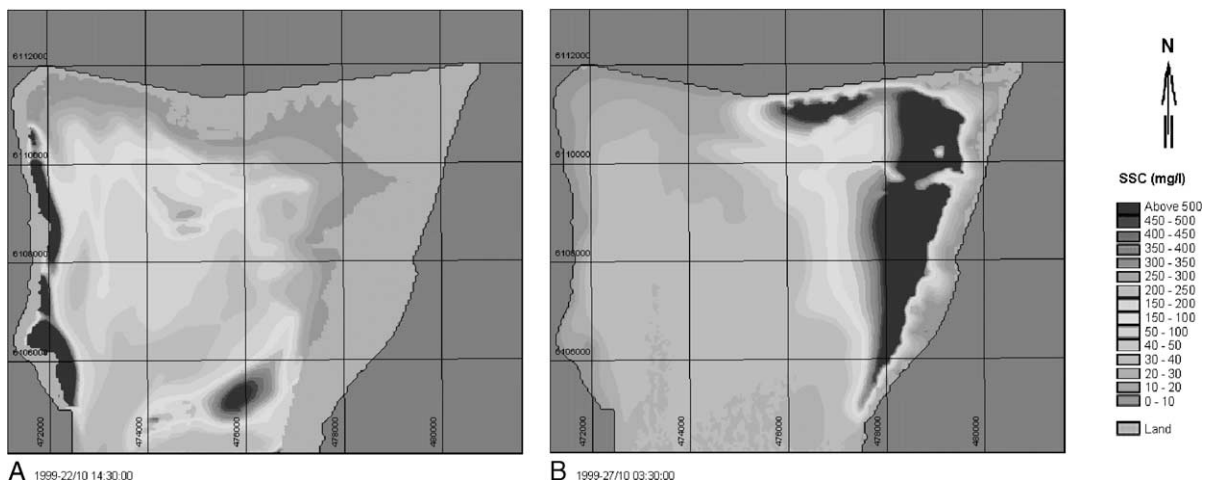 6112000
6110000
6108000
6106000
472000
474000
476000
478000
480000
A 1999-22/10 14:30:00
6112000
6110000
6108000
6106000
472000
474000
476000
478000
480000
B 1999-27/10 03:30:00
N
SSC (mg/l)
Above 500
450 - 500
400 - 450
350 - 400
300 - 350
250 - 300
200 - 250
150 - 200
150 - 100
50 - 100
40 - 50
30 - 40
20 - 30
10 - 20
0 - 10
Land